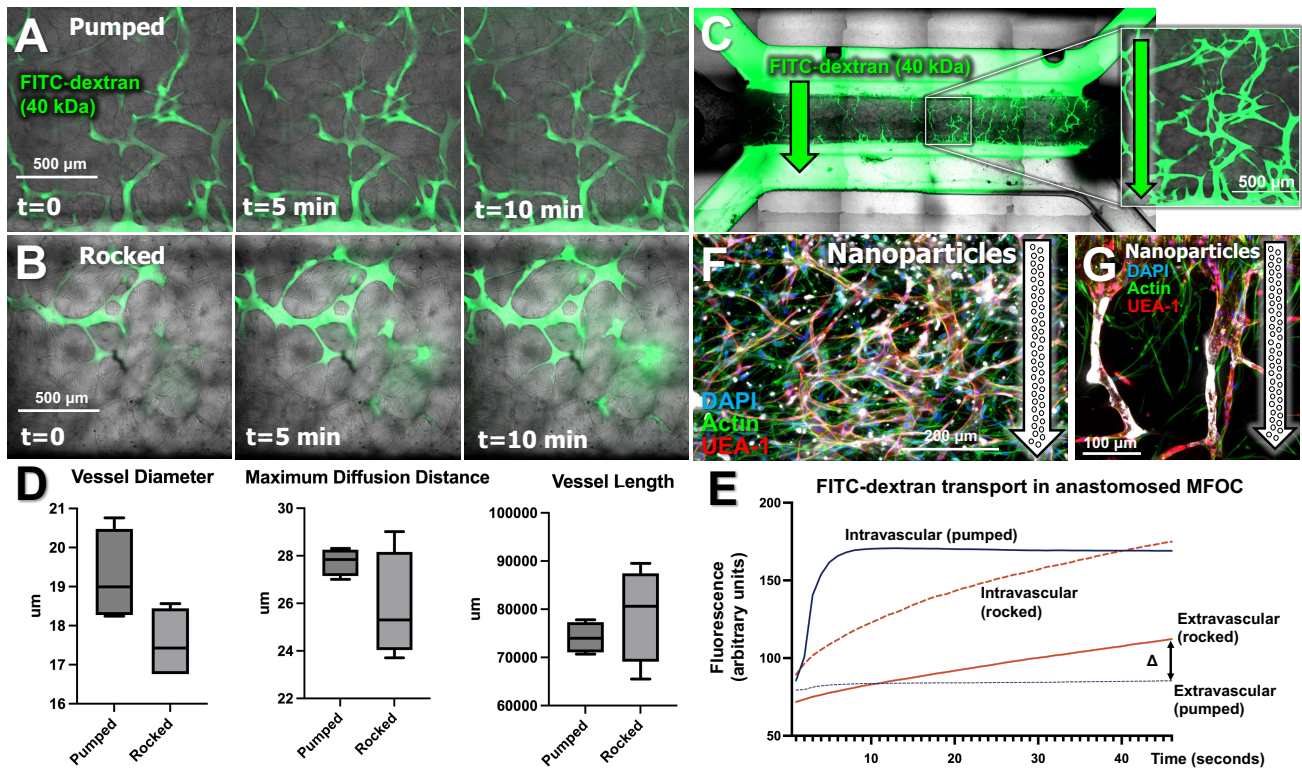 A
Pumped
FITC-dextran
(40 kDa)
500 µm
t=0
t=5 min
t=10 min
B
Rocked
500 µm
t=0
t=5 min
t=10 min
C
FITC-dextran (40 kDa)
500 µm
F
Nanoparticles
DAPI
Actin
UEA-1
200 µm
G
Nanoparticles
DAPI
Actin
UEA-1
100 µm
D
Vessel Diameter
um
21
20
19
18
17
16
Pumped
Rocked
Maximum Diffusion Distance
um
30
28
26
24
22
Pumped
Rocked
Vessel Length
um
100000
90000
80000
70000
60000
Pumped
Rocked
E
FITC-dextran transport in anastomosed MFOC
Fluorescence
(arbitrary units)
200
150
100
50
Intravascular (pumped)
Intravascular
(rocked)
Extravascular
(rocked)
Δ
Extravascular
(pumped)
10
20
30
40
Time (seconds)